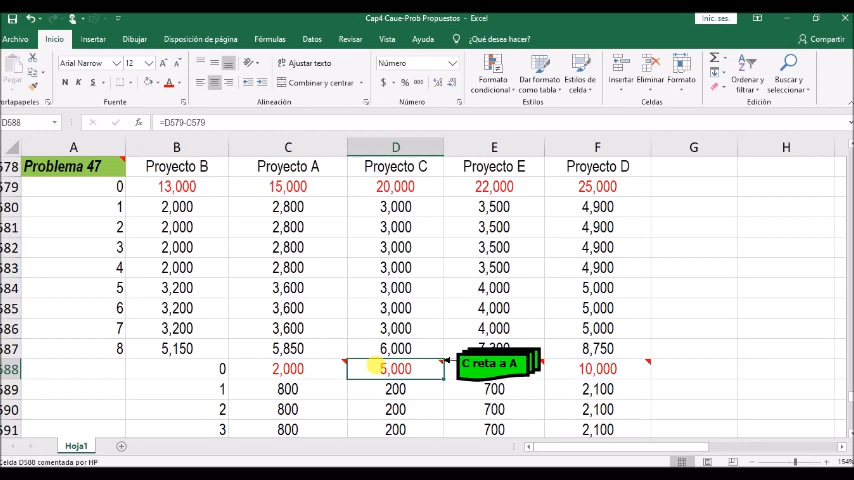 Cap4 Caue-Prob Propuestos - Excel
Inic. ses.
Archivo Inicio Insertar Dibujar Disposición de página Fórmulas Datos Revisar Vista Ayuda ¿Qué desea hacer? Compartir
Pegar
Arial Narrow 12
Ajustar texto
Combinar y centrar
Número
Formato condicional
Dar formato como tabla
Estilos de celda
Insertar Eliminar Formato
Ordenar y filtrar
Buscar y seleccionar
Portapapeles Fuente Alineación Número Estilos Celdas Edición
D588 fx =D579-C579
A B C D E F G H
578 Problema 47 Proyecto B Proyecto A Proyecto C Proyecto E Proyecto D
579 0 13,000 15,000 20,000 22,000 25,000
580 1 2,000 2,800 3,000 3,500 4,900
581 2 2,000 2,800 3,000 3,500 4,900
582 3 2,000 2,800 3,000 3,500 4,900
583 4 2,000 2,800 3,000 3,500 4,900
584 5 3,200 3,600 3,000 4,000 5,000
585 6 3,200 3,600 3,000 4,000 5,000
586 7 3,200 3,600 3,000 4,000 5,000
587 8 5,150 5,850 6,000 8,750
588 0 2,000 5,000 C reta a A 10,000
589 1 800 200 700 2,100
590 2 800 200 700 2,100
591 3 800 200 700 2,100
Hoja1
Celda D588 comentada por HP
154%